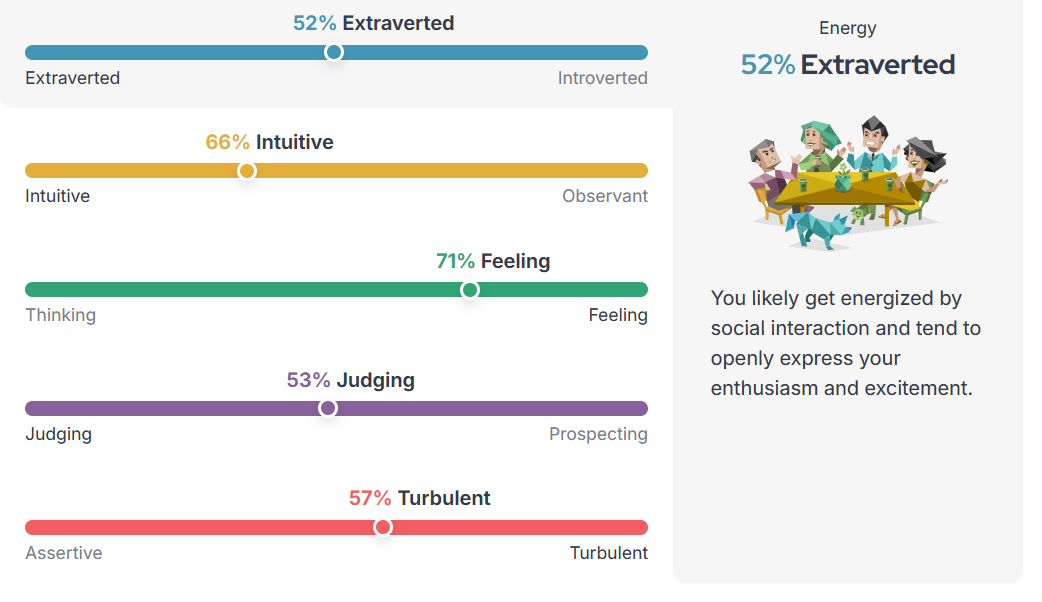 52% Extraverted
Extraverted
Introverted
66% Intuitive
Intuitive
Observant
71% Feeling
Thinking
Feeling
53% Judging
Judging
Prospecting
57% Turbulent
Assertive
Turbulent
Energy
52% Extraverted
You likely get energized by
social interaction and tend to
openly express your
enthusiasm and excitement.